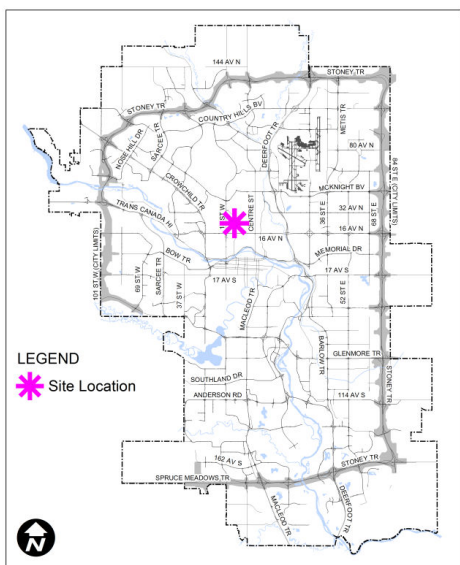 144 AV N
STONEY TR
STONEY TR
COUNTRY HILLS BV
METIS TR
DEERFOOT TR
NOSE HILL DR
SARCEE TR
80 AV N
CROWCHILD TR
MCKNIGHT BV
64 ST E (CITY LIMITS)
TRANS CANADA HI
CENTRE ST
36 ST E
32 AV N
68 ST E
16 AV N
16 AV N
101 ST W (CITY LIMITS)
BOW TR
MEMORIAL DR
69 ST W
SARCEE TR
37 ST W
17 AV S
MACLEOD TR
17 AV S
52 ST E
BARLOW TR
GLENMORE TR
STONEY TR
LEGEND
Site Location
SOUTHLAND DR
ANDERSON RD
114 AV S
162 AV S
STONEY TR
SPRUCE MEADOWS TR
MACLEOD TR
DEERFOOT TR
N